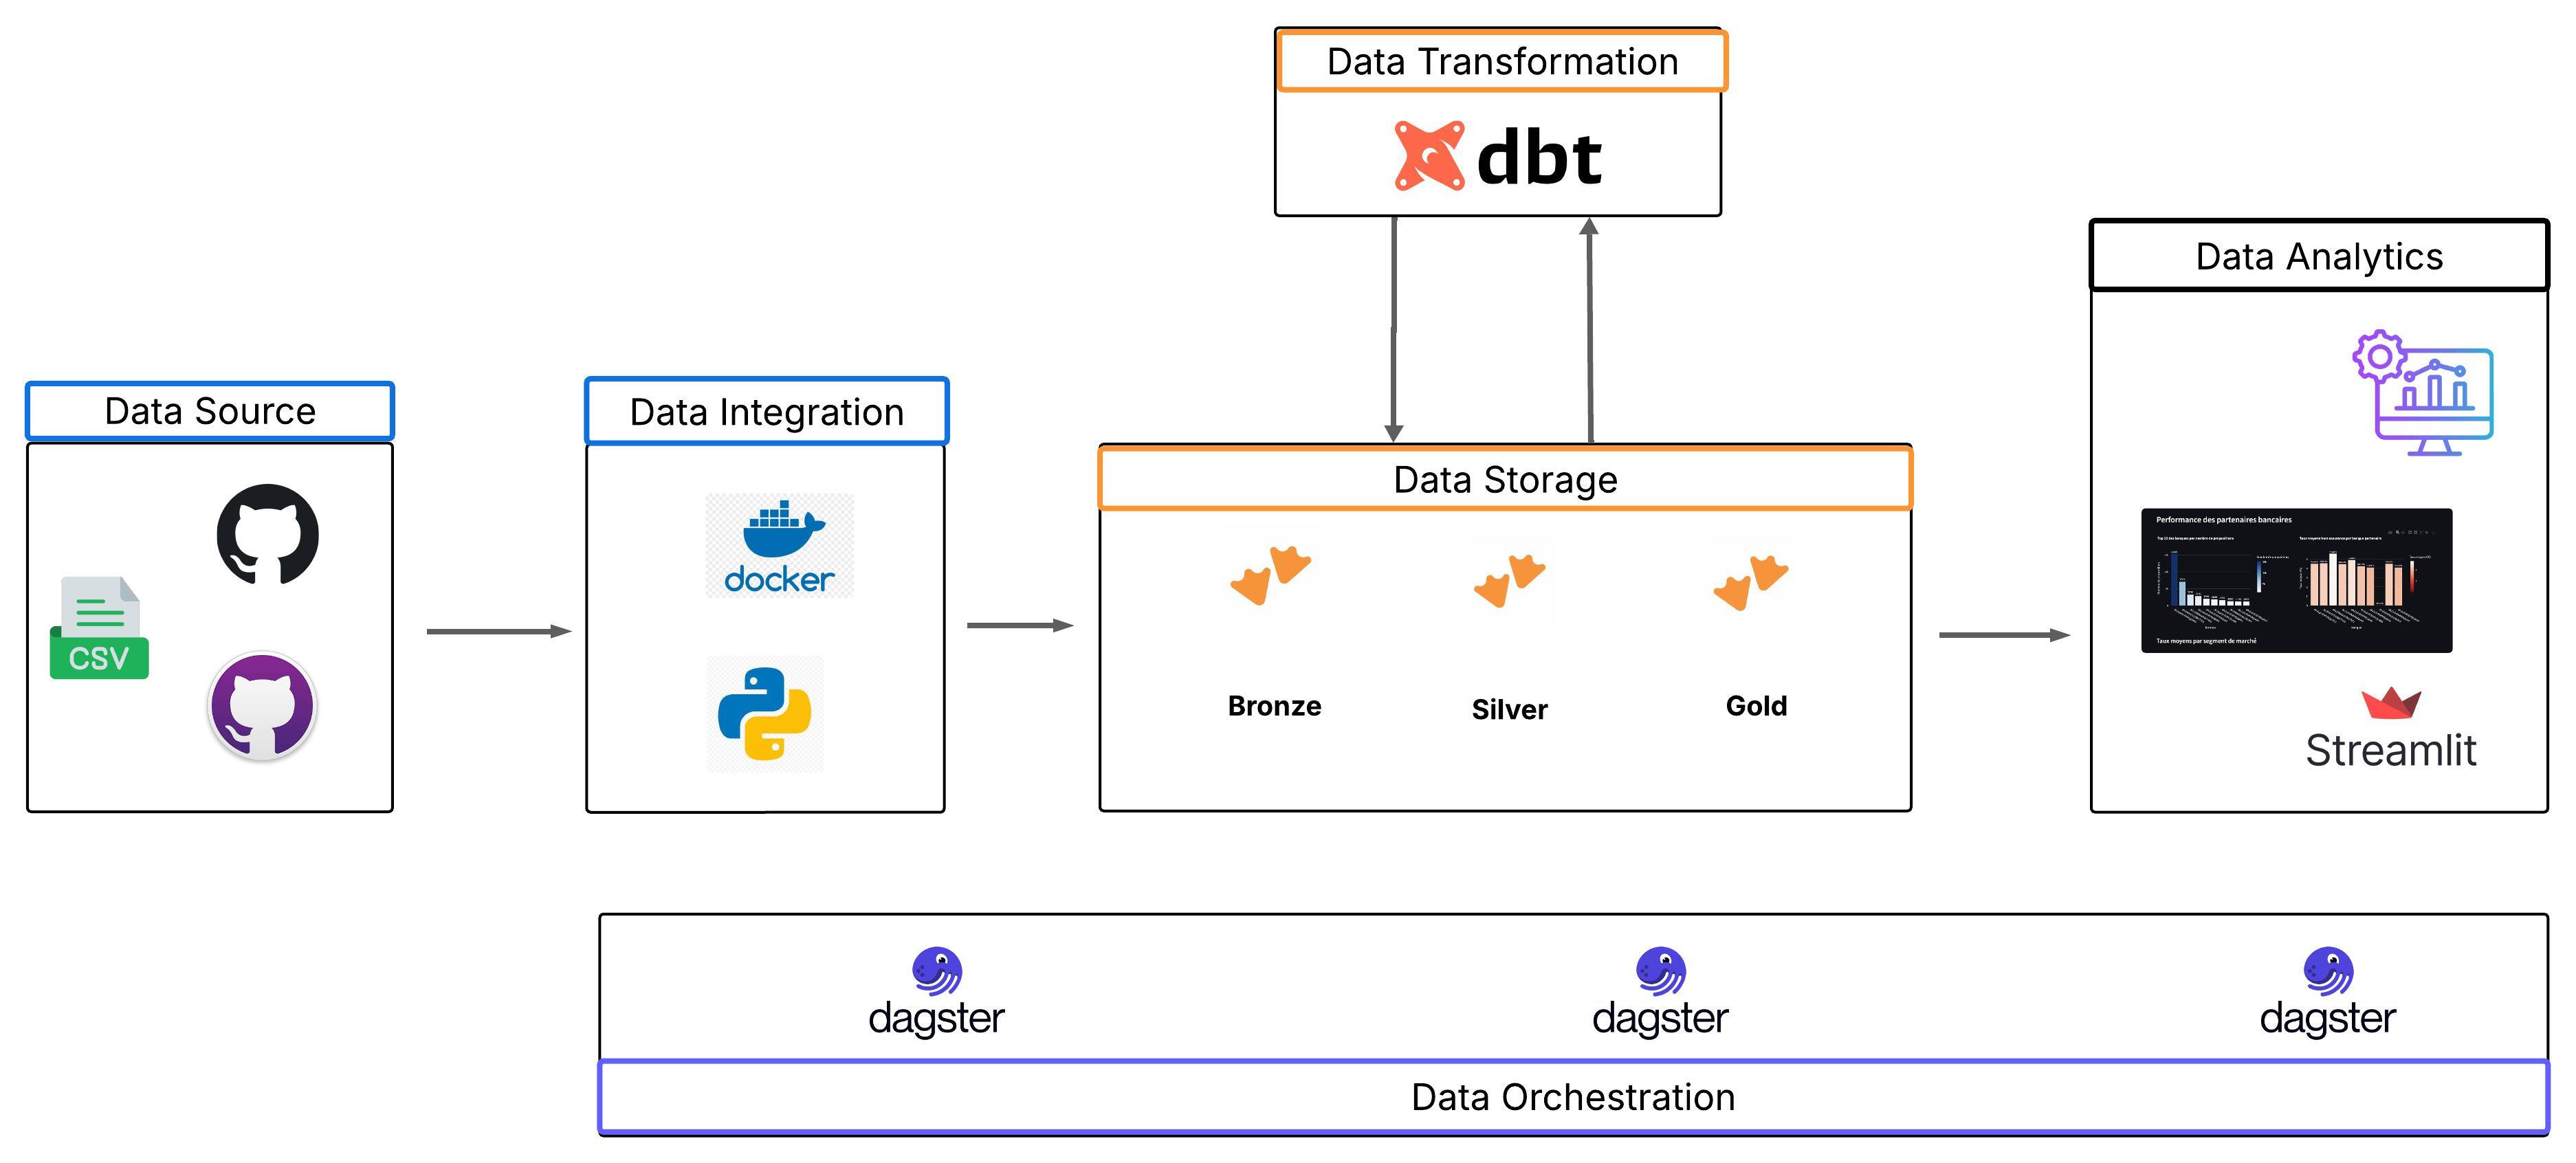 Data Transformation
dbt
Data Analytics
Data Source
Data Integration
Data Storage
CSV
docker
Bronze
Silver
Gold
Performance des partenaires bancaires
Taux moyens par segment de marché
Streamlit
dagster
dagster
dagster
Data Orchestration